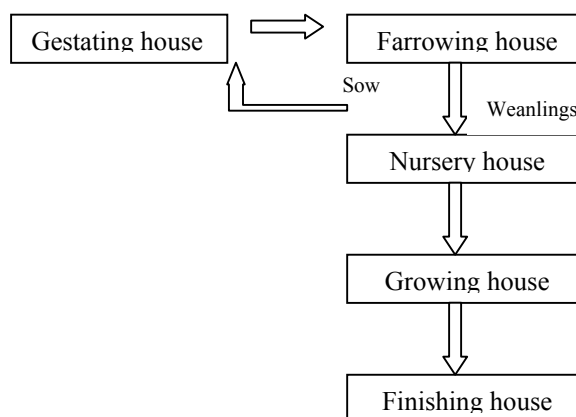 Gestating house
Farrowing house
Sow
Weanlings
Nursery house
Growing house
Finishing house